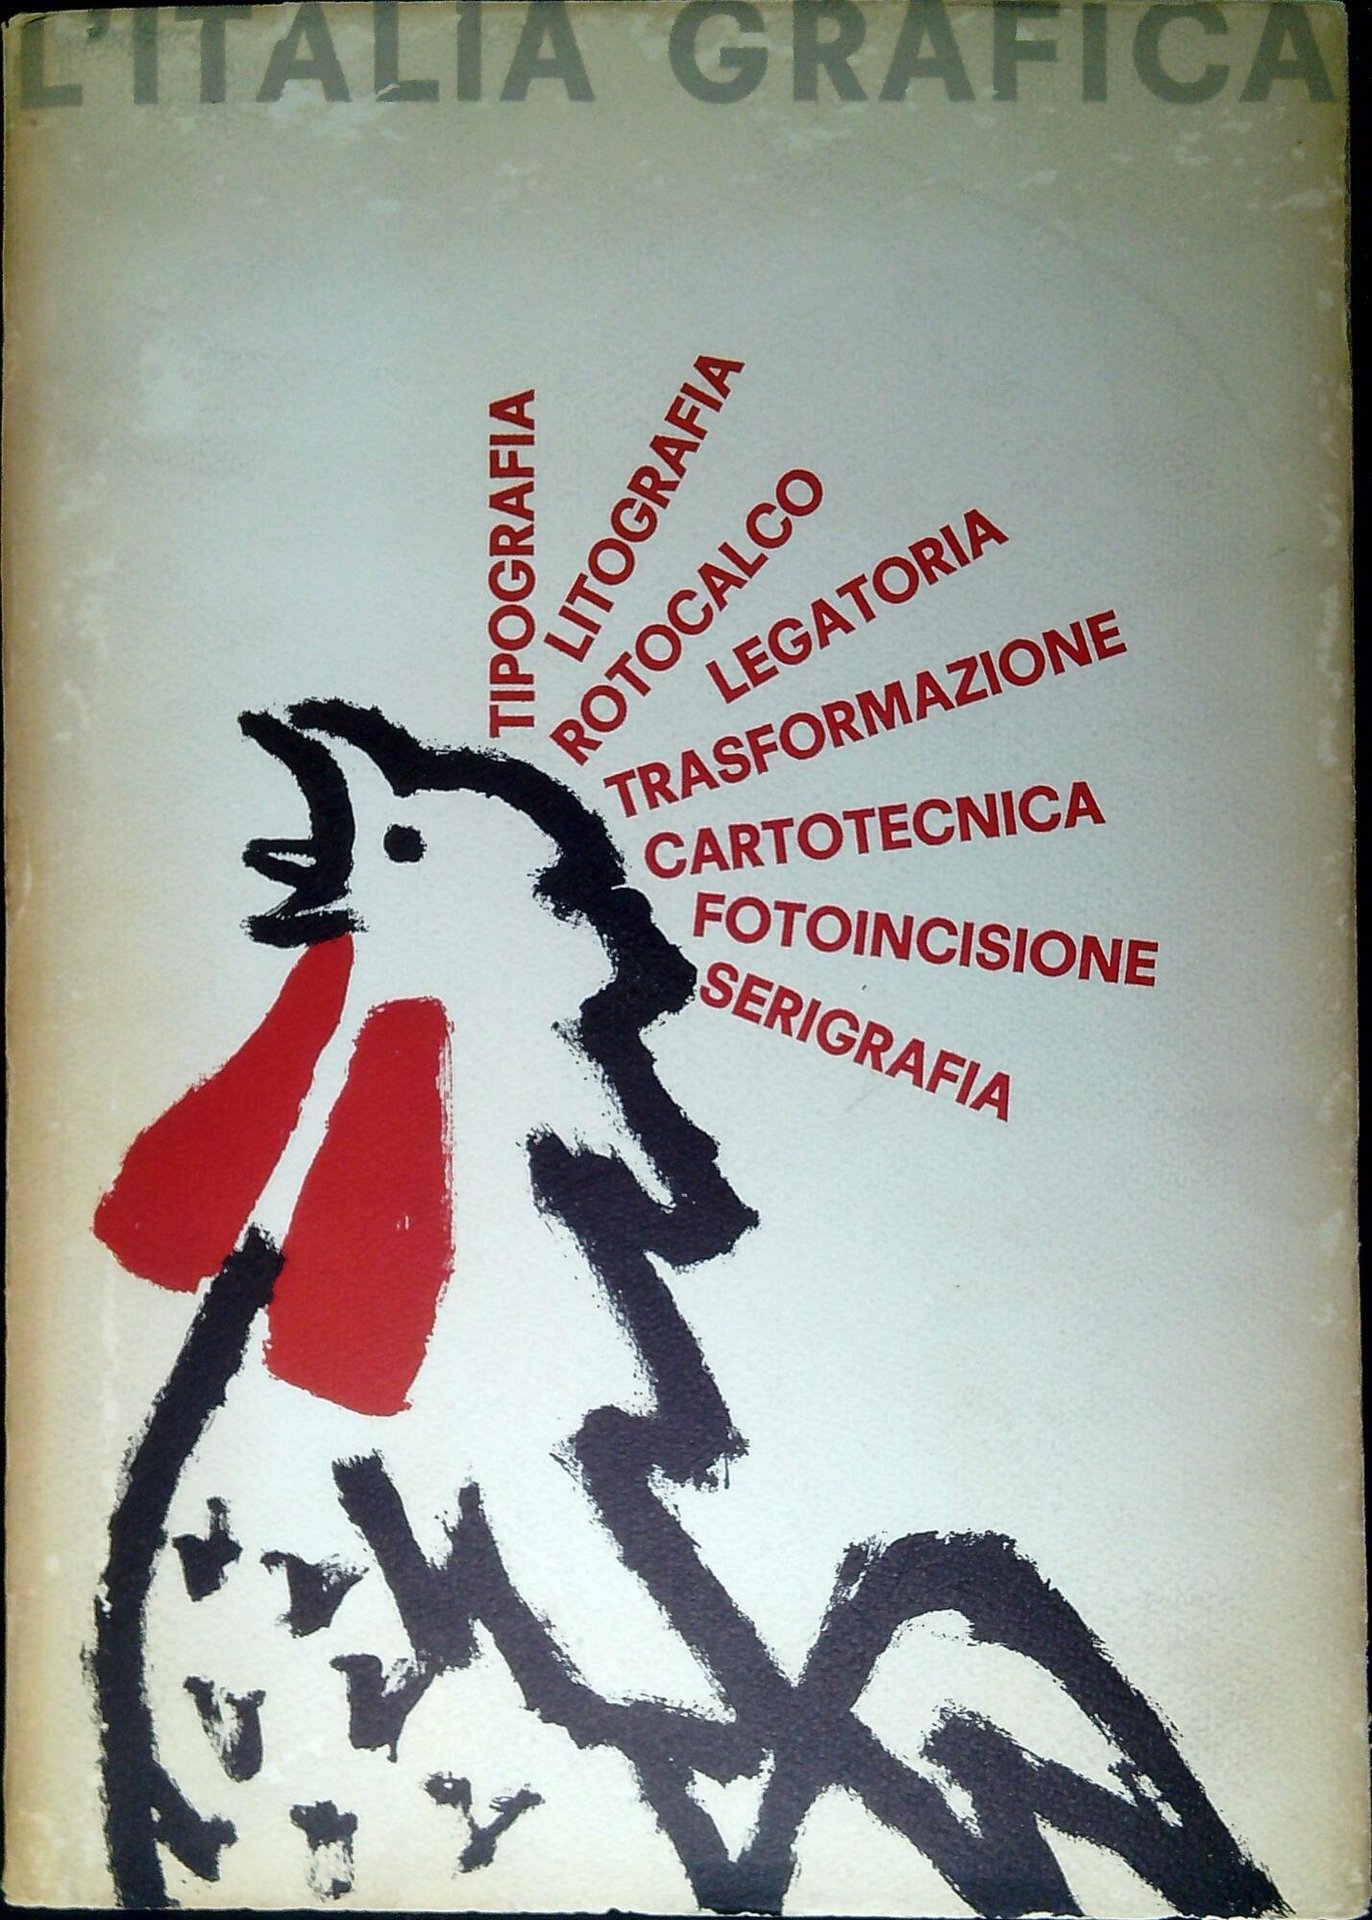 L'ITALIA GRAFICA
TIPOGRAFIA
LITOGRAFIA
ROTOCALCO
LEGATORIA
TRASFORMAZIONE
CARTOTECNICA
FOTOINCISIONE
SERIGRAFIA